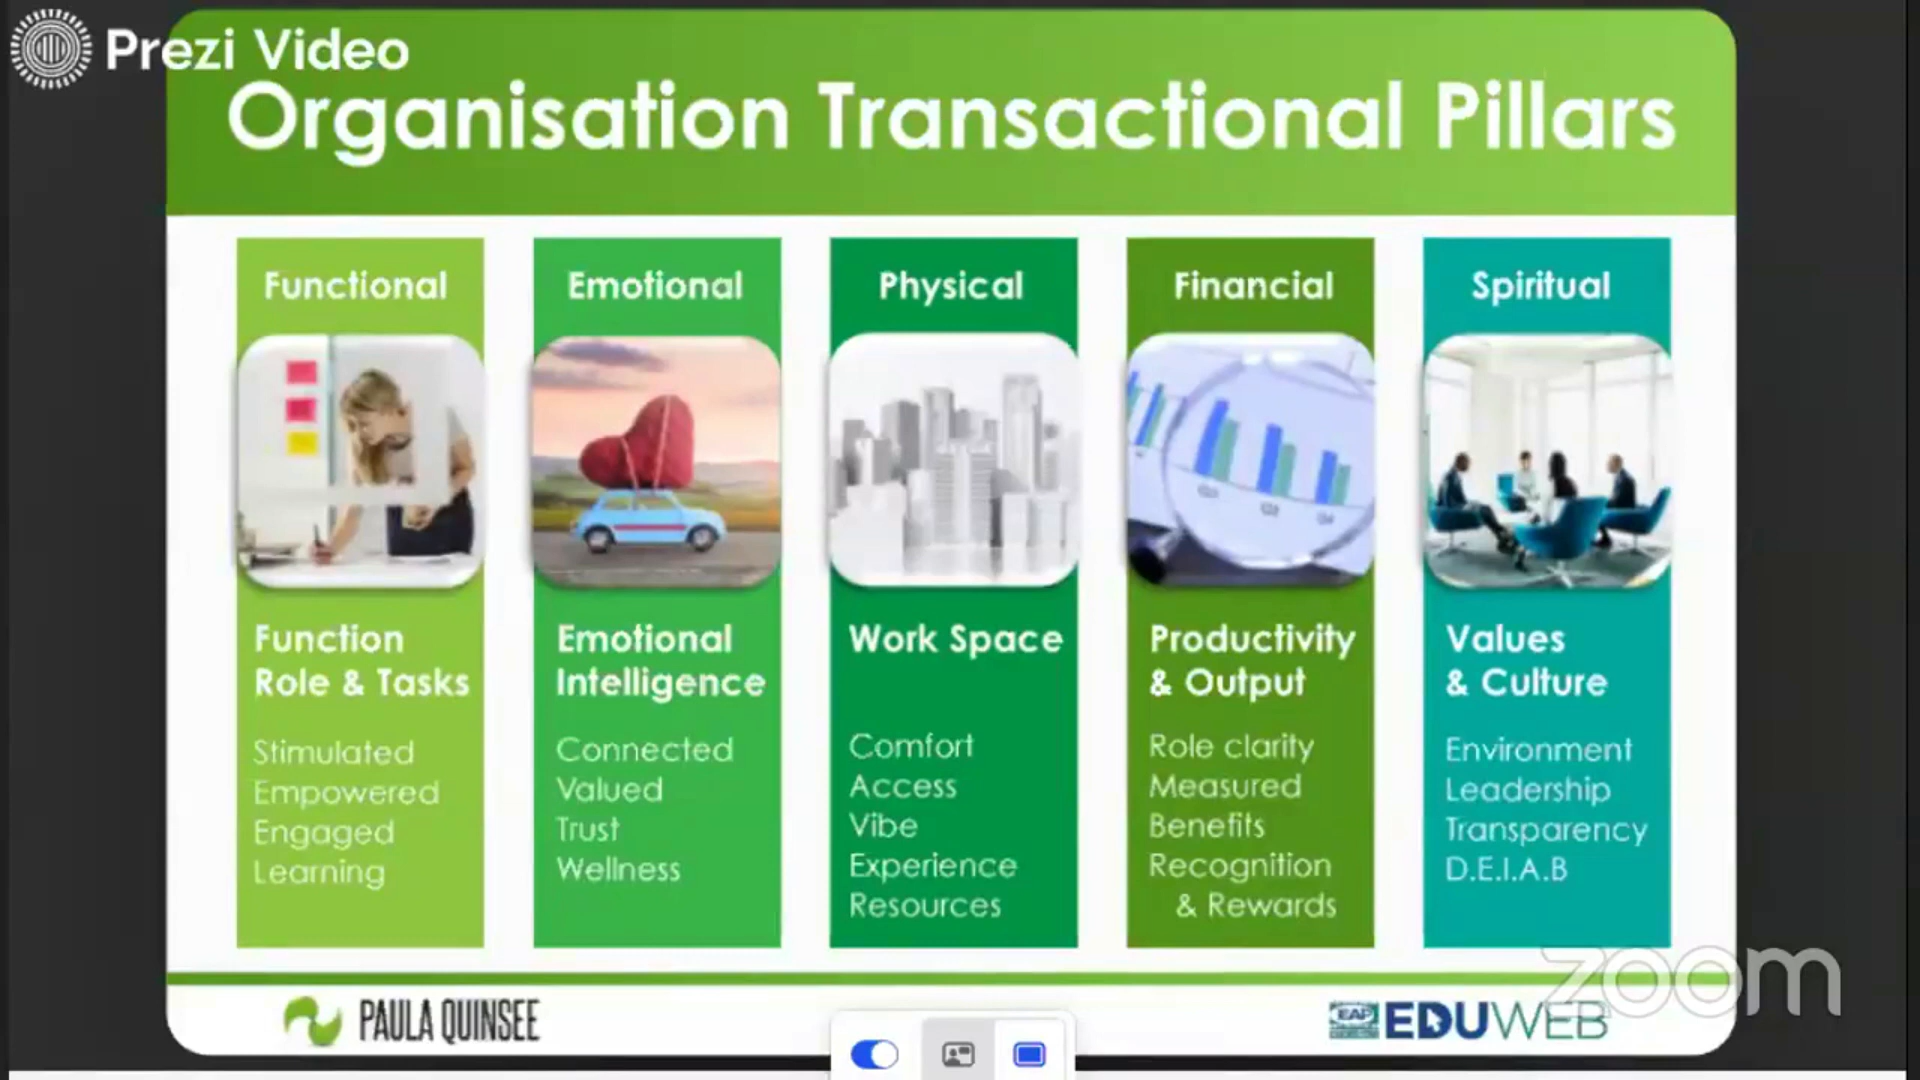 Prezi Video
Organisation Transactional Pillars
Functional
Function
Role & Tasks
Stimulated
Empowered
Engaged
Learning
Emotional
Emotional
Intelligence
Connected
Valued
Trust
Wellness
Physical
Work Space
Comfort
Access
Vibe
Experience
Resources
Financial
Productivity
& Output
Role clarity
Measured
Benefits
Recognition
& Rewards
Spiritual
Values
& Culture
Environment
Leadership
Transparency
D.E.I.A.B
PAULA QUINSEE
EAP
EDUWEB
zoom